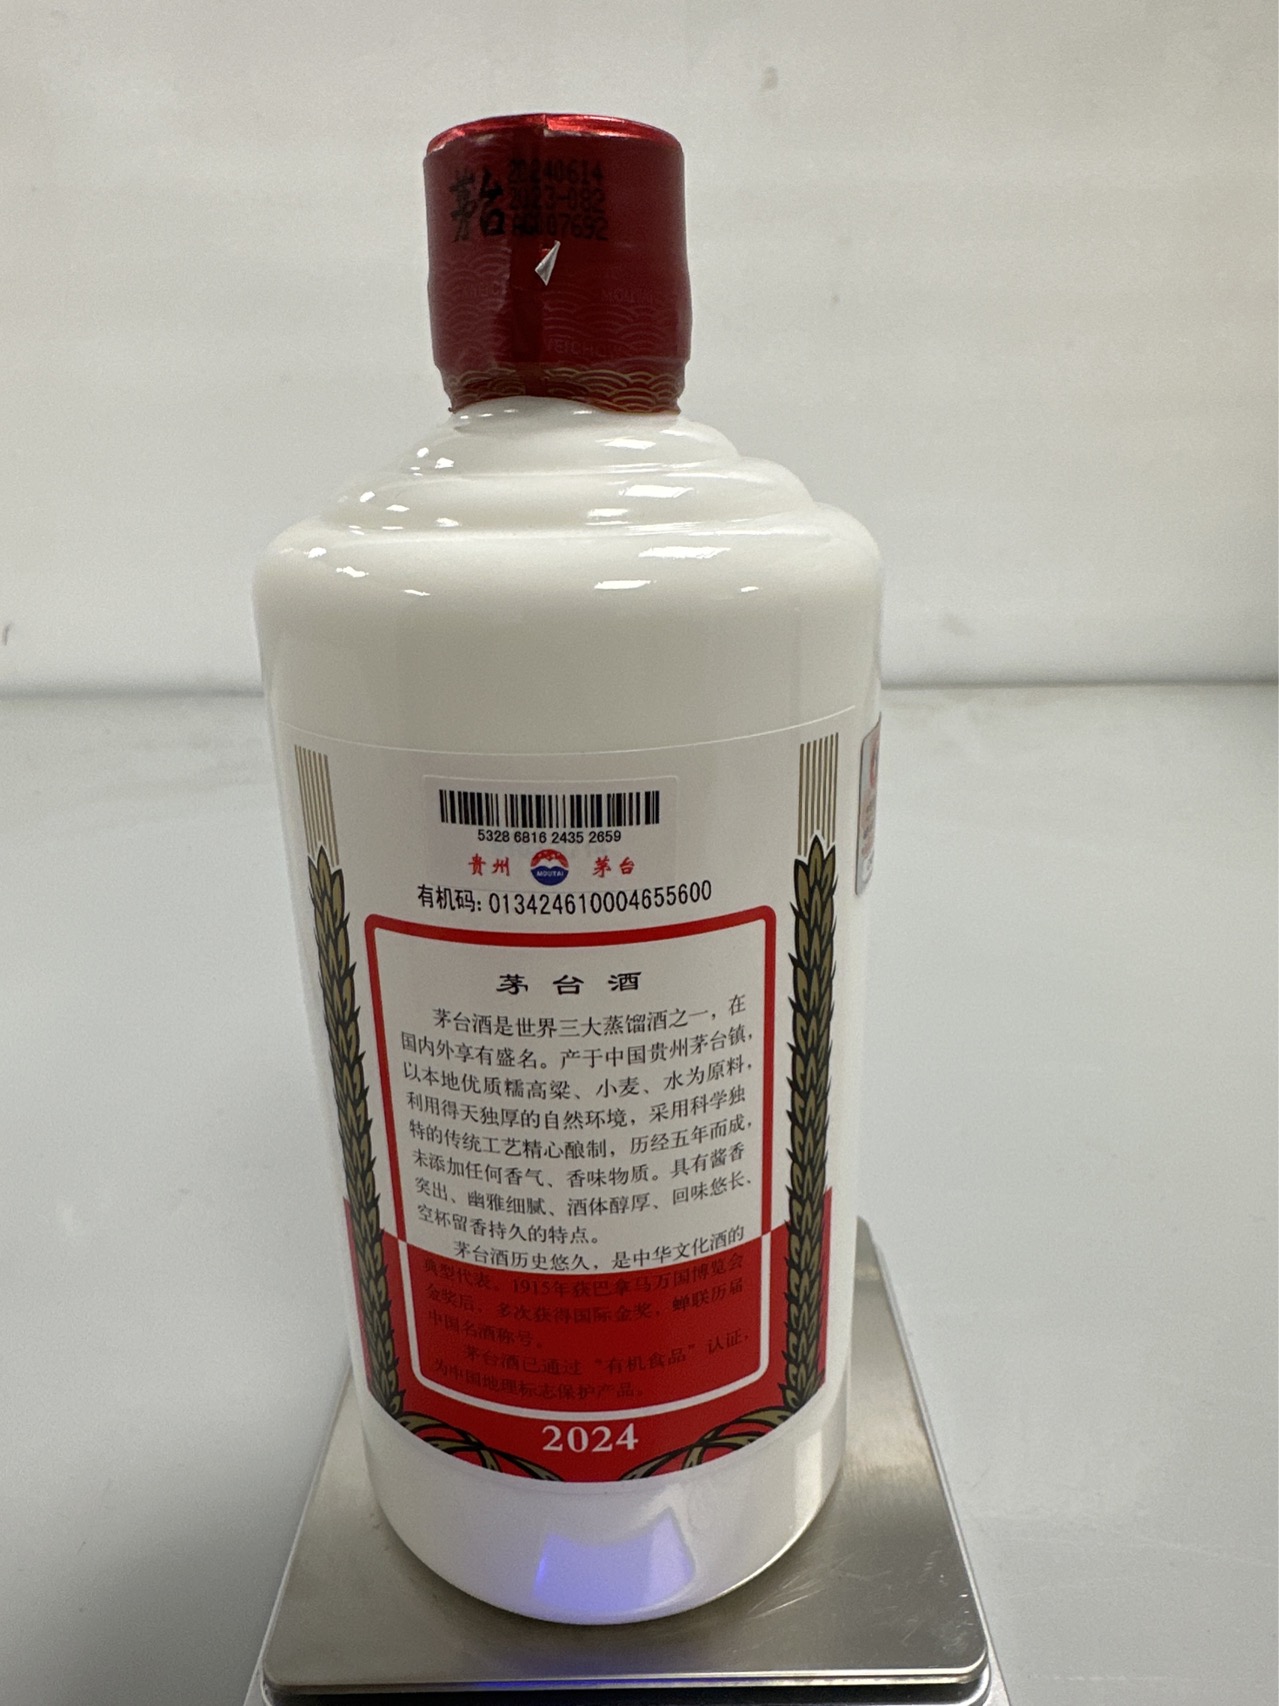 茅台
20240614
2023-082
07692
MOUTAI
5328 6816 2435 2659
贵州 MOUTAI 茅台
有机码: 013424610004655600
茅台酒
茅台酒是世界三大蒸馏酒之一，在
国内外享有盛名。产于中国贵州茅台镇，
以本地优质糯高粱、小麦、水为原料，
利用得天独厚的自然环境，采用科学独
特的传统工艺精心酿制，历经五年而成，
未添加任何香气、香味物质。具有酱香
突出、幽雅细腻、酒体醇厚、回味悠长、
空杯留香持久的特点。
茅台酒历史悠久，是中华文化酒的
典型代表。1915年获巴拿马万国博览会
金奖后，多次获得国际金奖，蝉联历届
中国名酒称号。
茅台酒已通过“有机食品”认证，
为中国地理标志保护产品。
2024